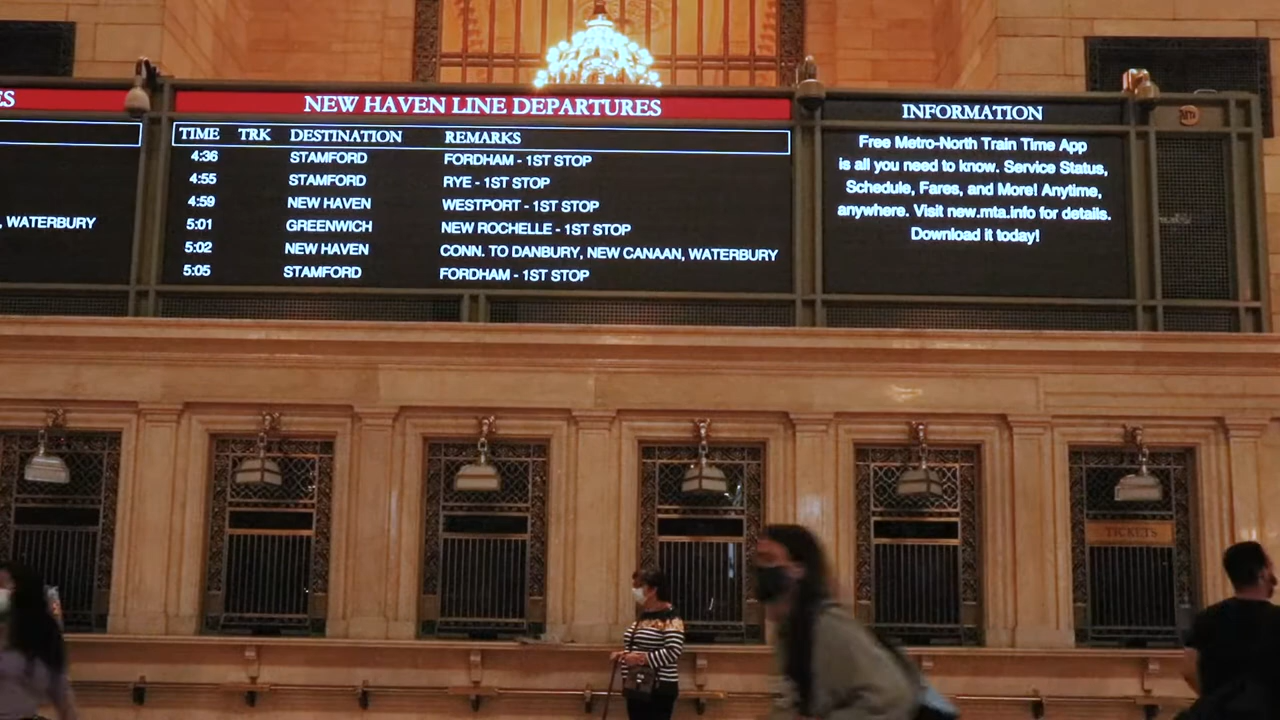 ES
, WATERBURY
NEW HAVEN LINE DEPARTURES
TIME TRK DESTINATION REMARKS
4:36 STAMFORD FORDHAM - 1ST STOP
4:55 STAMFORD RYE - 1ST STOP
4:59 NEW HAVEN WESTPORT - 1ST STOP
5:01 GREENWICH NEW ROCHELLE - 1ST STOP
5:02 NEW HAVEN CONN. TO DANBURY, NEW CANAAN, WATERBURY
5:05 STAMFORD FORDHAM - 1ST STOP
INFORMATION
Free Metro-North Train Time App
is all you need to know. Service Status,
Schedule, Fares, and More! Anytime,
anywhere. Visit new.mta.info for details.
Download it today!
MTA
TICKETS